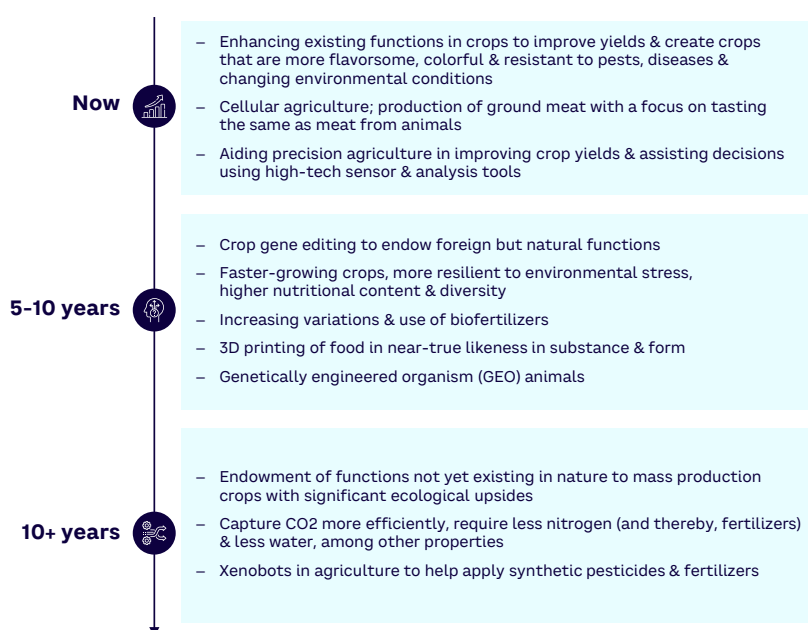 Now
– Enhancing existing functions in crops to improve yields & create crops
that are more flavorsome, colorful & resistant to pests, diseases &
changing environmental conditions
– Cellular agriculture; production of ground meat with a focus on tasting
the same as meat from animals
– Aiding precision agriculture in improving crop yields & assisting decisions
using high-tech sensor & analysis tools
5-10 years
– Crop gene editing to endow foreign but natural functions
– Faster-growing crops, more resilient to environmental stress,
higher nutritional content & diversity
– Increasing variations & use of biofertilizers
– 3D printing of food in near-true likeness in substance & form
– Genetically engineered organism (GEO) animals
10+ years
– Endowment of functions not yet existing in nature to mass production
crops with significant ecological upsides
– Capture CO2 more efficiently, require less nitrogen (and thereby, fertilizers)
& less water, among other properties
– Xenobots in agriculture to help apply synthetic pesticides & fertilizers